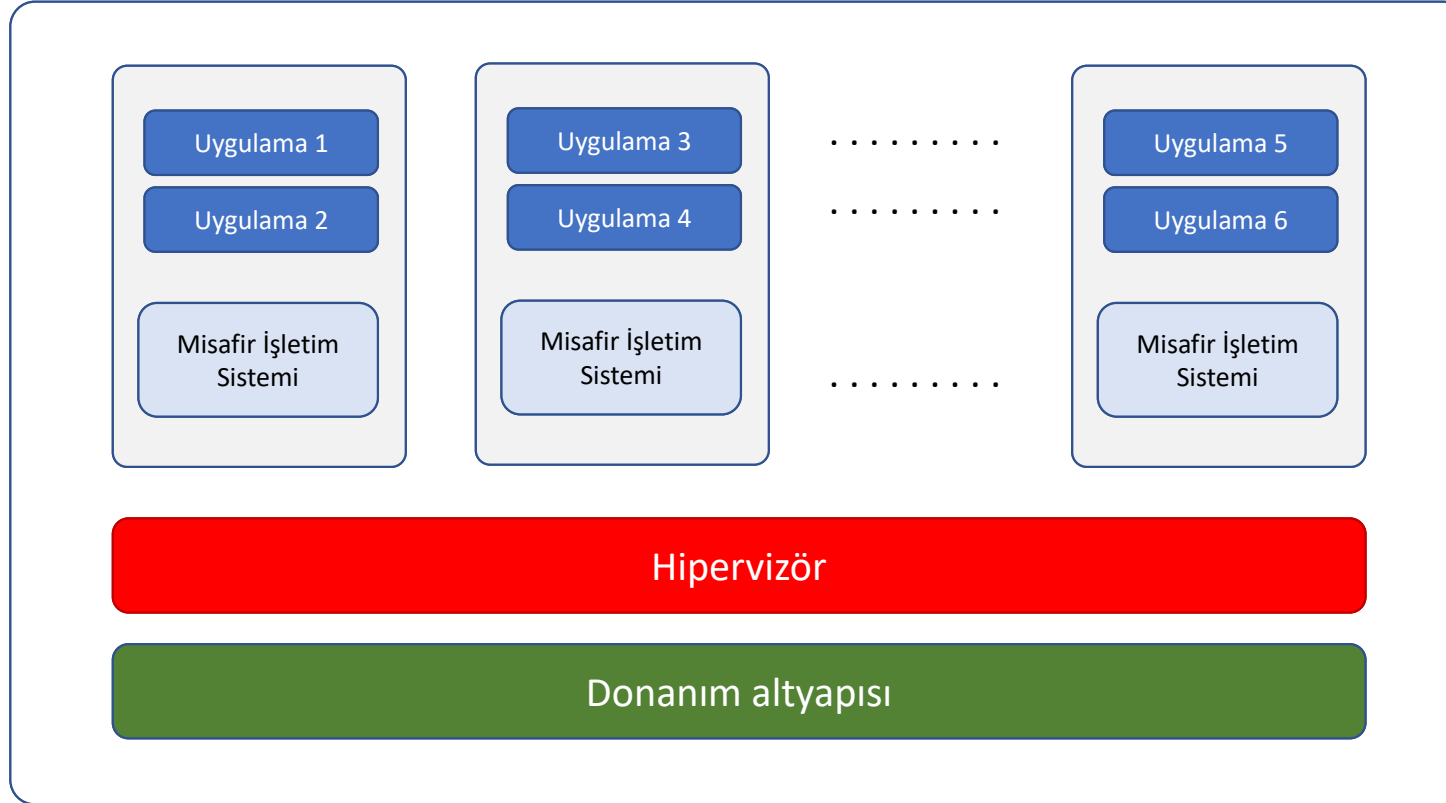 Uygulama 1
Uygulama 2
Misafir İşletim
Sistemi
Uygulama 3
Uygulama 4
Misafir İşletim
Sistemi
. . . . . . . . .
. . . . . . . . .
. . . . . . . . .
Uygulama 5
Uygulama 6
Misafir İşletim
Sistemi
Hipervizör
Donanım altyapısı